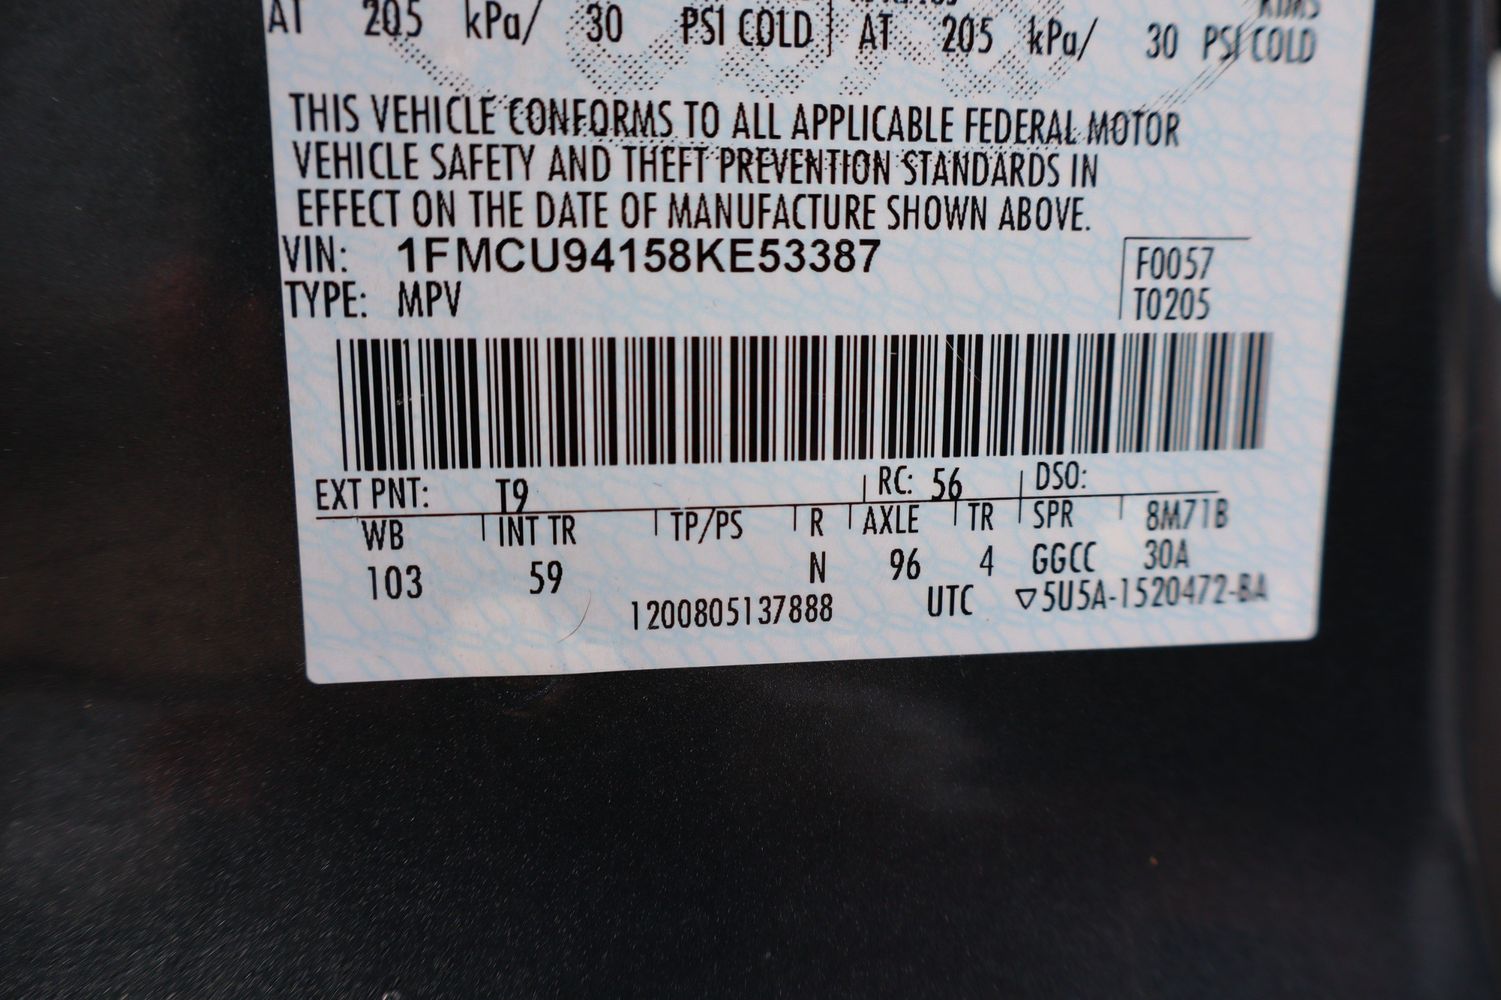 AT 205 kPa/ 30 PSI COLD AT 205 kPa/ 30 PSI COLD
THIS VEHICLE CONFORMS TO ALL APPLICABLE FEDERAL MOTOR
VEHICLE SAFETY AND THEFT PREVENTION STANDARDS IN
EFFECT ON THE DATE OF MANUFACTURE SHOWN ABOVE.
VIN: 1FMCU94158KE53387
F0057
TYPE: MPV
T0205
EXT PNT: T9 RC: 56 DSO:
WB INT TR TP/PS R AXLE TR SPR 8M71B
103 59 N 96 4 GGCC 30A
1200805137888 UTC ▽5U5A-1520472-BA